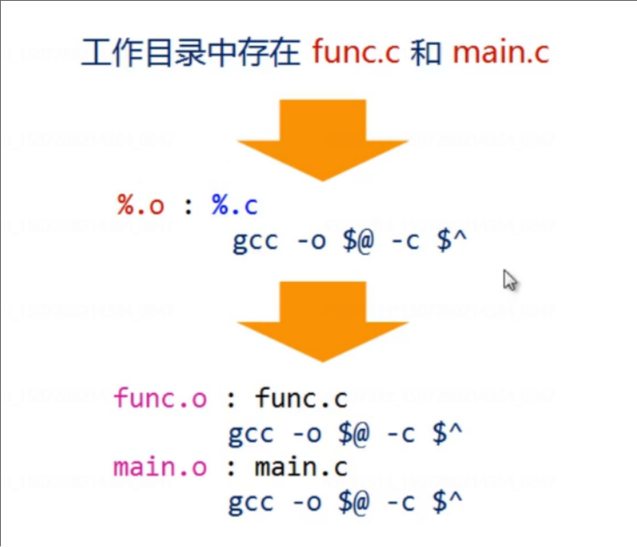 工作目录中存在 func.c 和 main.c
%.o : %.c
gcc -o $@ -c $^
func.o : func.c
gcc -o $@ -c $^
main.o : main.c
gcc -o $@ -c $^